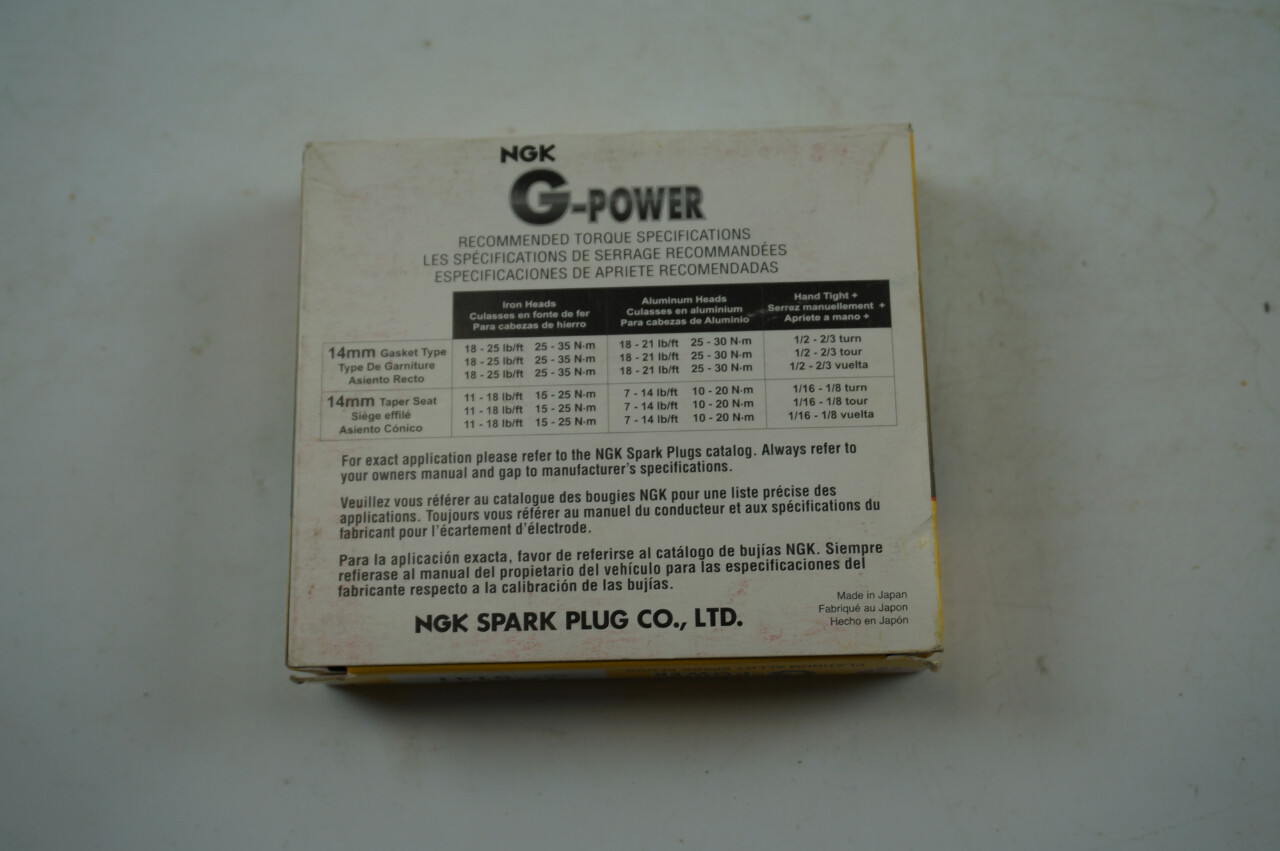 NGK
G-POWER
RECOMMENDED TORQUE SPECIFICATIONS
LES SPÉCIFICATIONS DE SERRAGE RECOMMANDÉES
ESPECIFICACIONES DE APRIETE RECOMENDADAS
Iron Heads
Culasses en fonte de fer
Para cabezas de hierro
Aluminum Heads
Culasses en aluminium
Para cabezas de Aluminio
Hand Tight +
Serrez manuellement +
Apriete a mano +
14mm Gasket Type
Type De Garniture
Asiento Recto
18 - 25 lb/ft 25 - 35 N·m
18 - 25 lb/ft 25 - 35 N·m
18 - 25 lb/ft 25 - 35 N·m
18 - 21 lb/ft 25 - 30 N·m
18 - 21 lb/ft 25 - 30 N·m
18 - 21 lb/ft 25 - 30 N·m
1/2 - 2/3 turn
1/2 - 2/3 tour
1/2 - 2/3 vuelta
14mm Taper Seat
Siège effilé
Asiento Cónico
11 - 18 lb/ft 15 - 25 N·m
11 - 18 lb/ft 15 - 25 N·m
11 - 18 lb/ft 15 - 25 N·m
7 - 14 lb/ft 10 - 20 N·m
7 - 14 lb/ft 10 - 20 N·m
7 - 14 lb/ft 10 - 20 N·m
1/16 - 1/8 turn
1/16 - 1/8 tour
1/16 - 1/8 vuelta
For exact application please refer to the NGK Spark Plugs catalog. Always refer to
your owners manual and gap to manufacturer's specifications.
Veuillez vous référer au catalogue des bougies NGK pour une liste précise des
applications. Toujours vous référer au manuel du conducteur et aux spécifications du
fabricant pour l'écartement d'électrode.
Para la aplicación exacta, favor de referirse al catálogo de bujías NGK. Siempre
refierase al manual del propietario del vehículo para las especificaciones del
fabricante respecto a la calibración de las bujías.
NGK SPARK PLUG CO., LTD.
Made in Japan
Fabriqué au Japon
Hecho en Japón